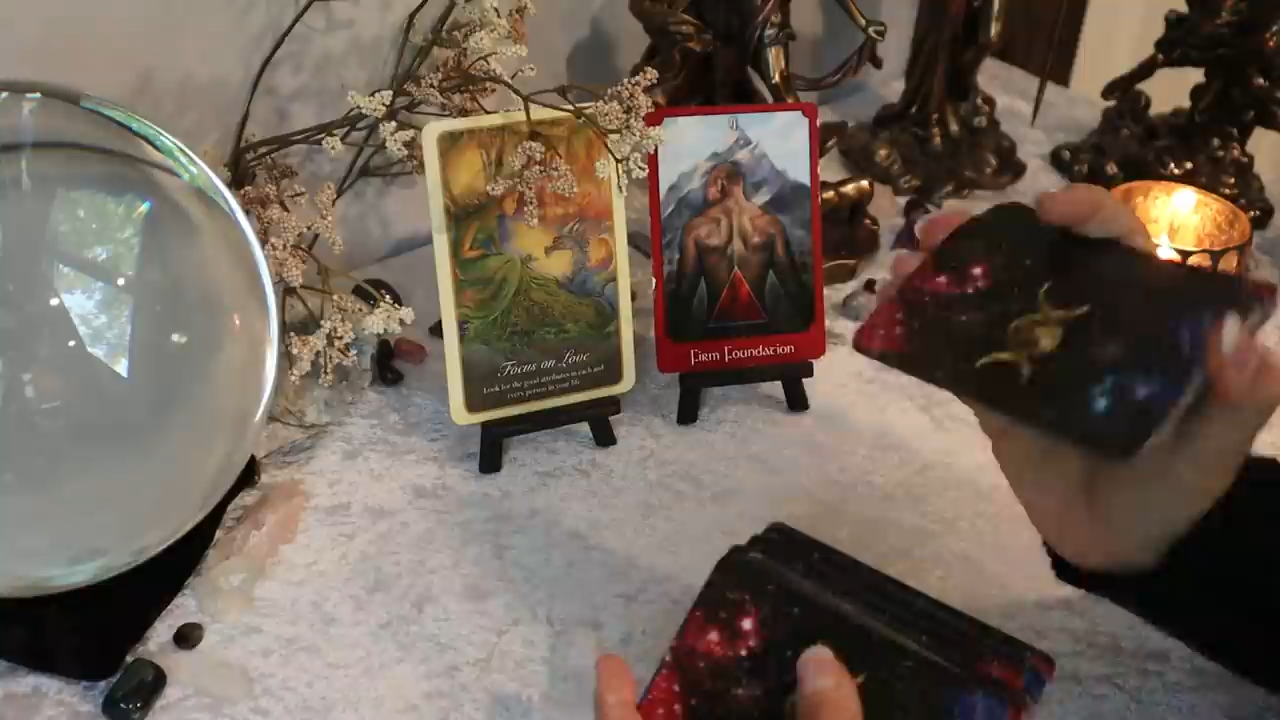 Focus on Love
Look for the good attributes in each and
every person in your life
Firm Foundation